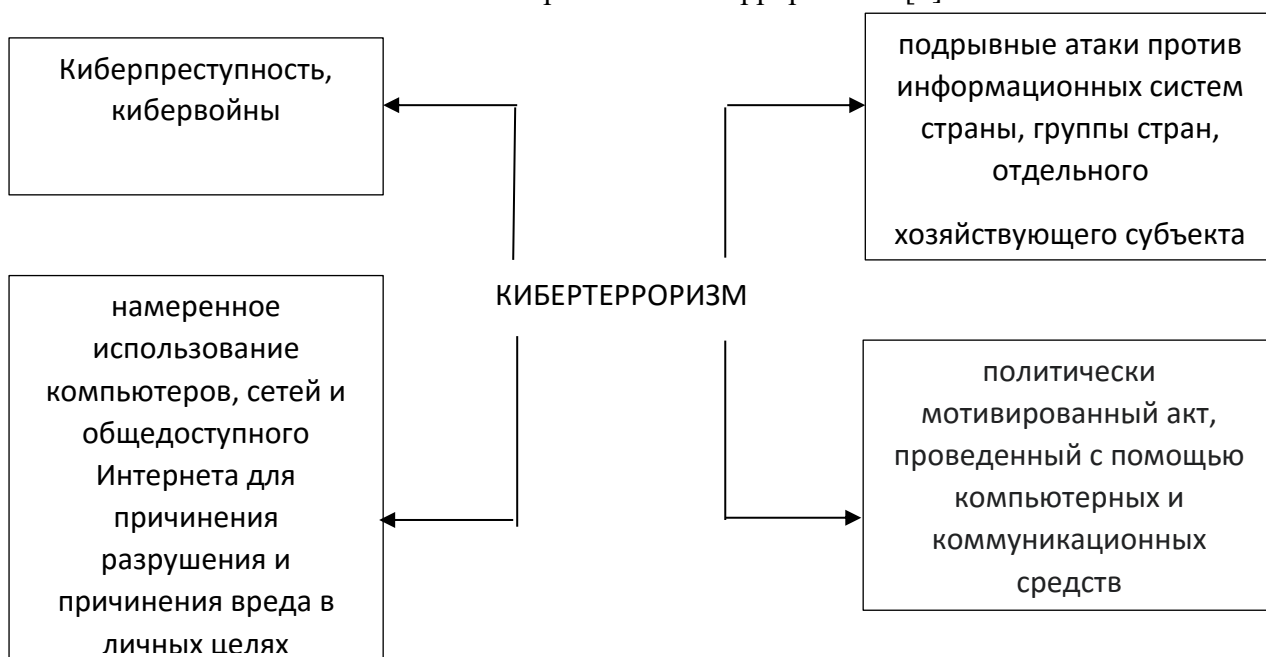 Киберпреступность,
кибервойны
подрывные атаки против
информационных систем
страны, группы стран,
отдельного
хозяйствующего субъекта
КИБЕРТЕРРОРИЗМ
намеренное
использование
компьютеров, сетей и
общедоступного
Интернета для
причинения
разрушения и
причинения вреда в
личных целях
политически
мотивированный акт,
проведенный с помощью
компьютерных и
коммуникационных
средств